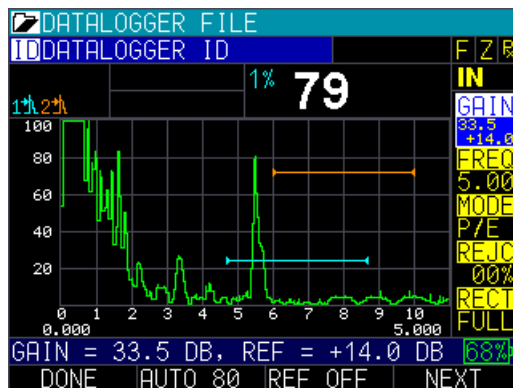 DATALOGGER FILE
ID DATALOGGER ID
F Z R
1% 79
IN
1 2
GAIN
33.5
+14.0
FREQ
5.00
MODE
P/E
REJC
00%
RECT
FULL
100
80
60
40
20
0 1 2 3 4 5 6 7 8 9 10
0.000 5.000
GAIN = 33.5 DB, REF = +14.0 DB 68%
DONE AUTO 80 REF OFF NEXT